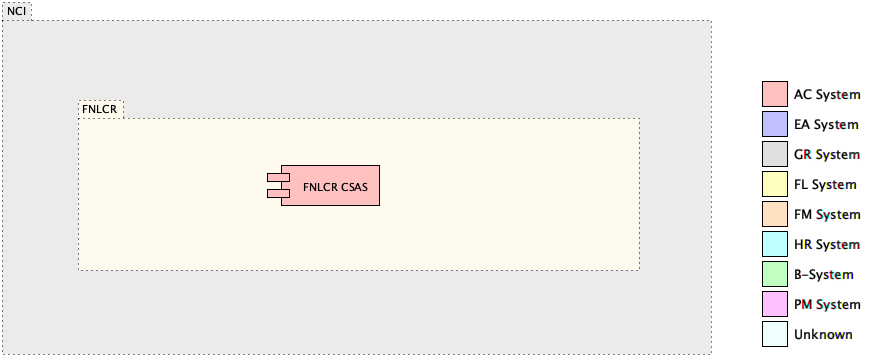 NCI
FNLCR
FNLCR CSAS
AC System
EA System
GR System
FL System
FM System
HR System
B-System
PM System
Unknown